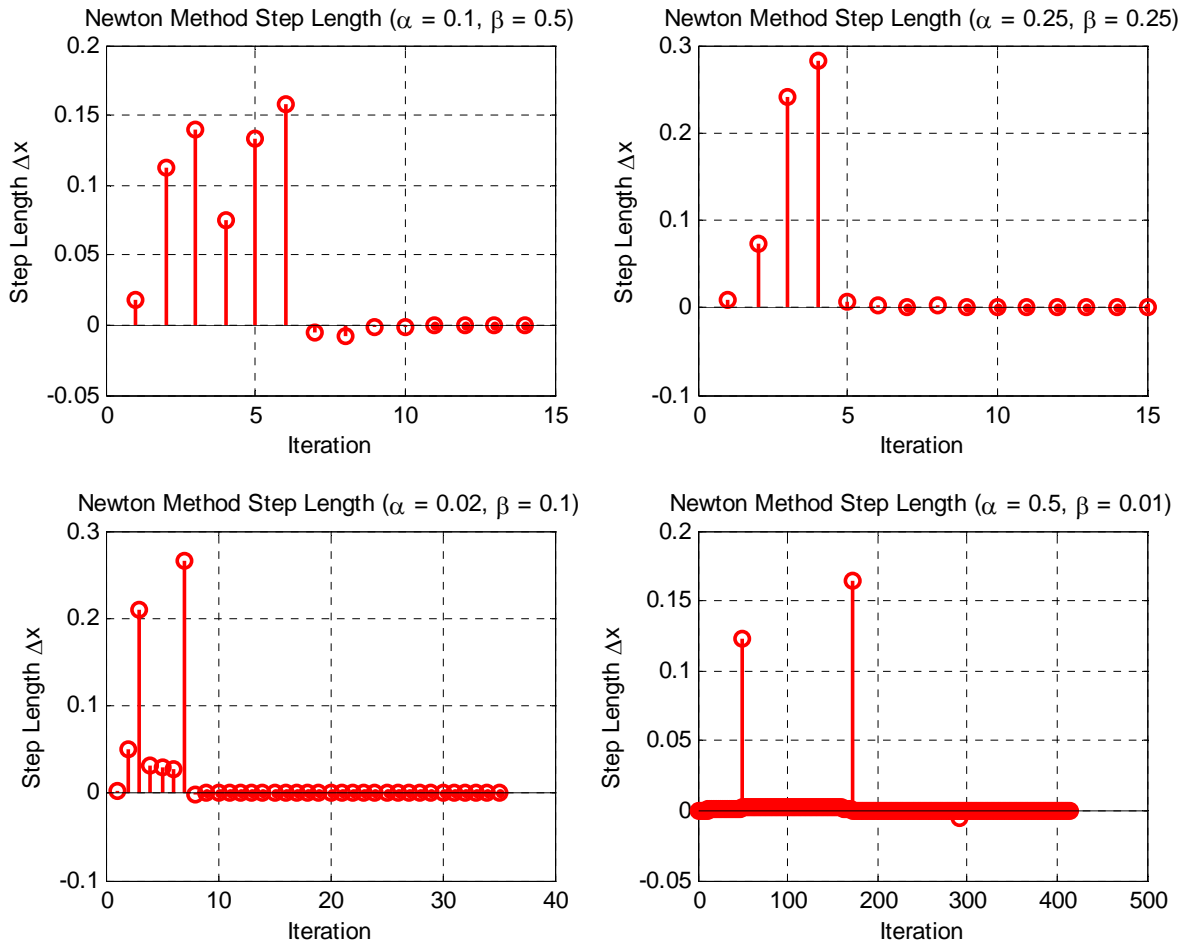 Newton Method Step Length (α = 0.1, β = 0.5)
0.2
0.15
0.1
0.05
0
-0.05
Step Length Δx
0 5 10 15
Iteration
Newton Method Step Length (α = 0.25, β = 0.25)
0.3
0.2
0.1
0
-0.1
Step Length Δx
0 5 10 15
Iteration
Newton Method Step Length (α = 0.02, β = 0.1)
0.3
0.2
0.1
0
-0.1
Step Length Δx
0 10 20 30 40
Iteration
Newton Method Step Length (α = 0.5, β = 0.01)
0.2
0.15
0.1
0.05
0
-0.05
Step Length Δx
0 100 200 300 400 500
Iteration